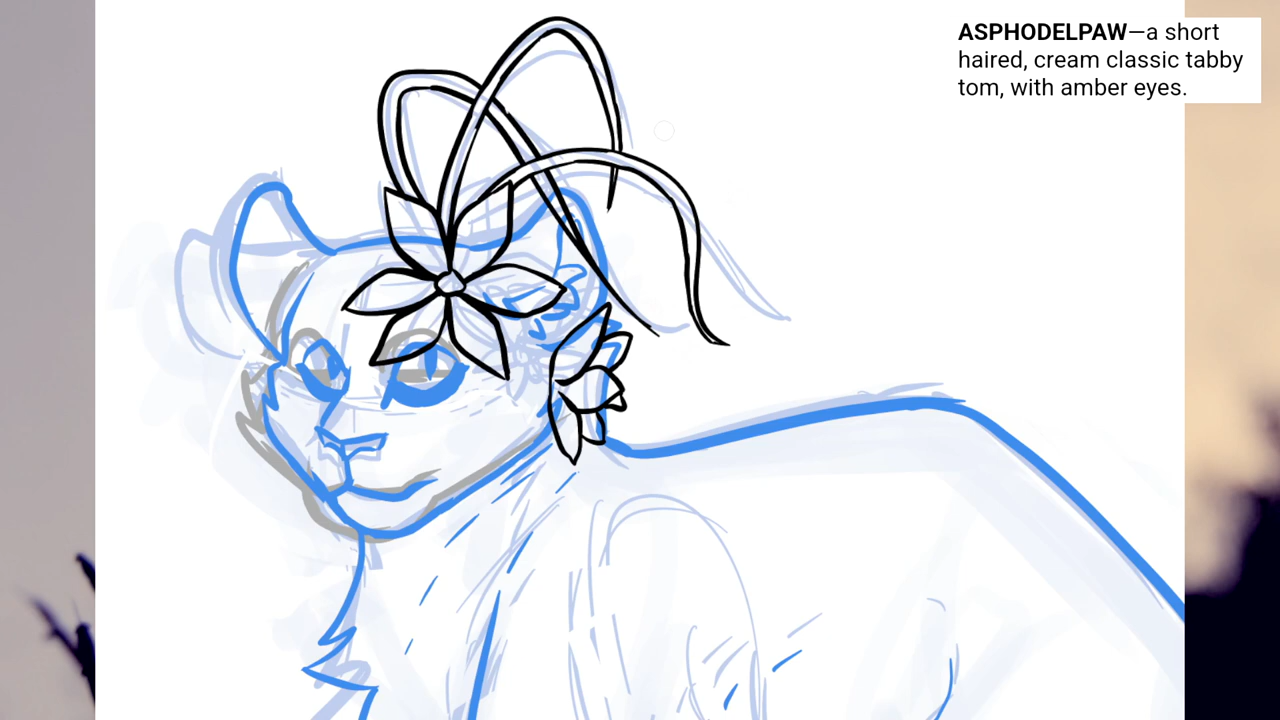 ASPHODELPAW—a short
haired, cream classic tabby
tom, with amber eyes.